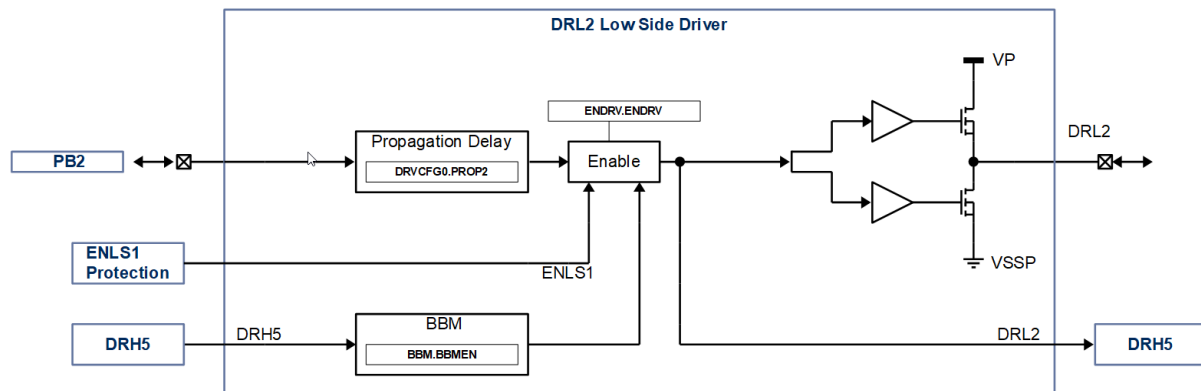 DRL2 Low Side Driver
VP
ENDRV.ENDRV
Propagation Delay
DRL2
PB2
Enable
DRVCFG0.PROP2
ENLS1
Protection
ENLS1
VSSP
BBM
DRH5
DRH5
DRL2
DRH5
BBM.BBMEN